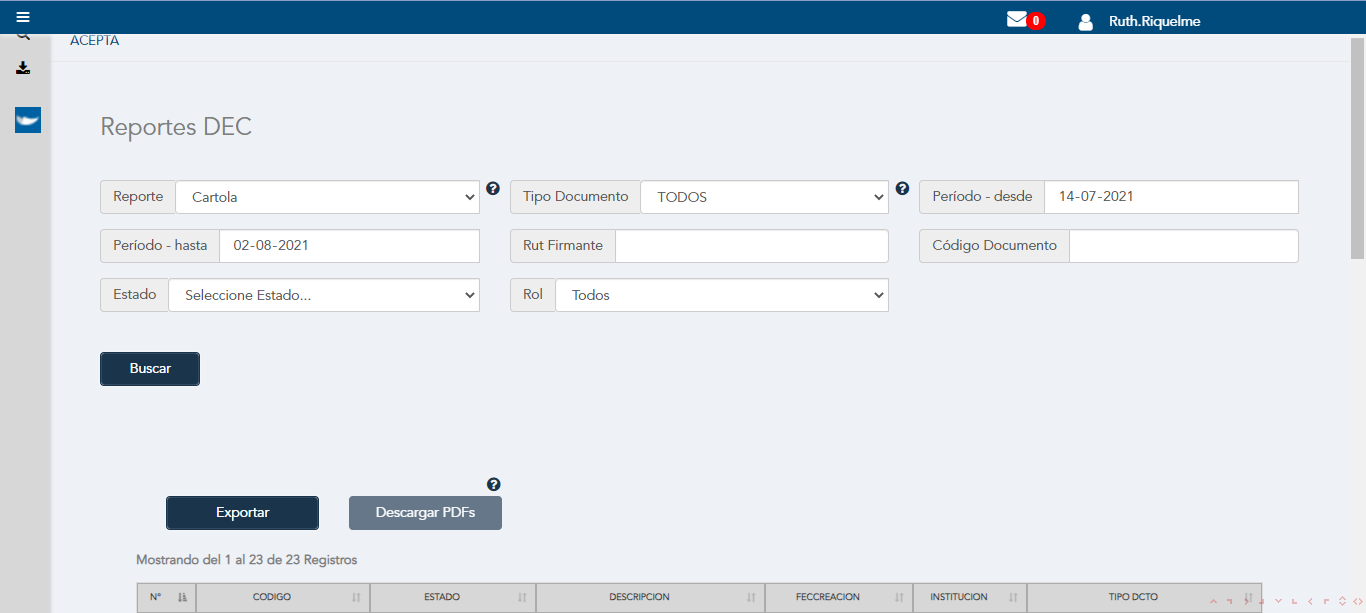 0 Ruth.Riquelme
ACEPTA
Reportes DEC
Reporte Cartola Tipo Documento TODOS Período - desde 14-07-2021
Período - hasta 02-08-2021 Rut Firmante Código Documento
Estado Seleccione Estado... Rol Todos
Buscar
Exportar Descargar PDFs
Mostrando del 1 al 23 de 23 Registros
N° CODIGO ESTADO DESCRIPCION FECCREACION INSTITUCION TIPO DCTO